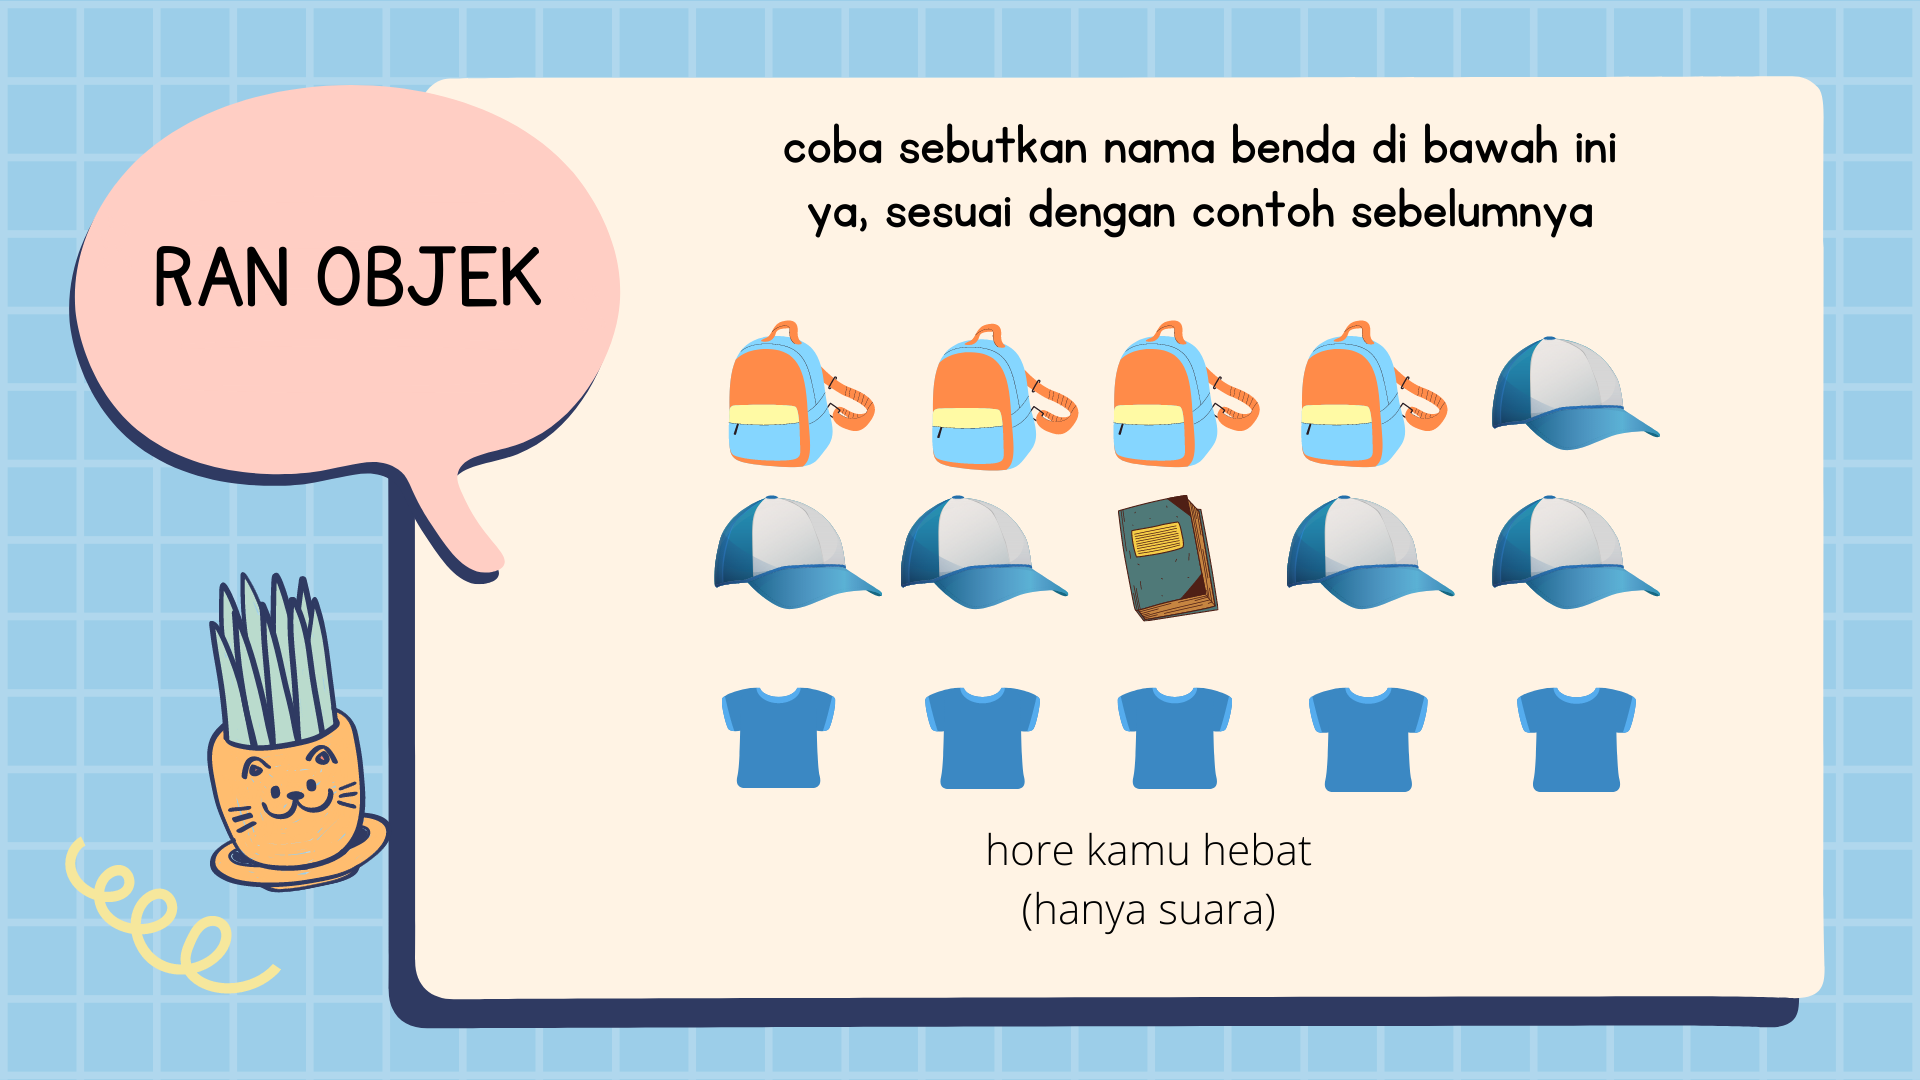 RAN OBJEK
coba sebutkan nama benda di bawah ini
ya, sesuai dengan contoh sebelumnya
hore kamu hebat
(hanya suara)